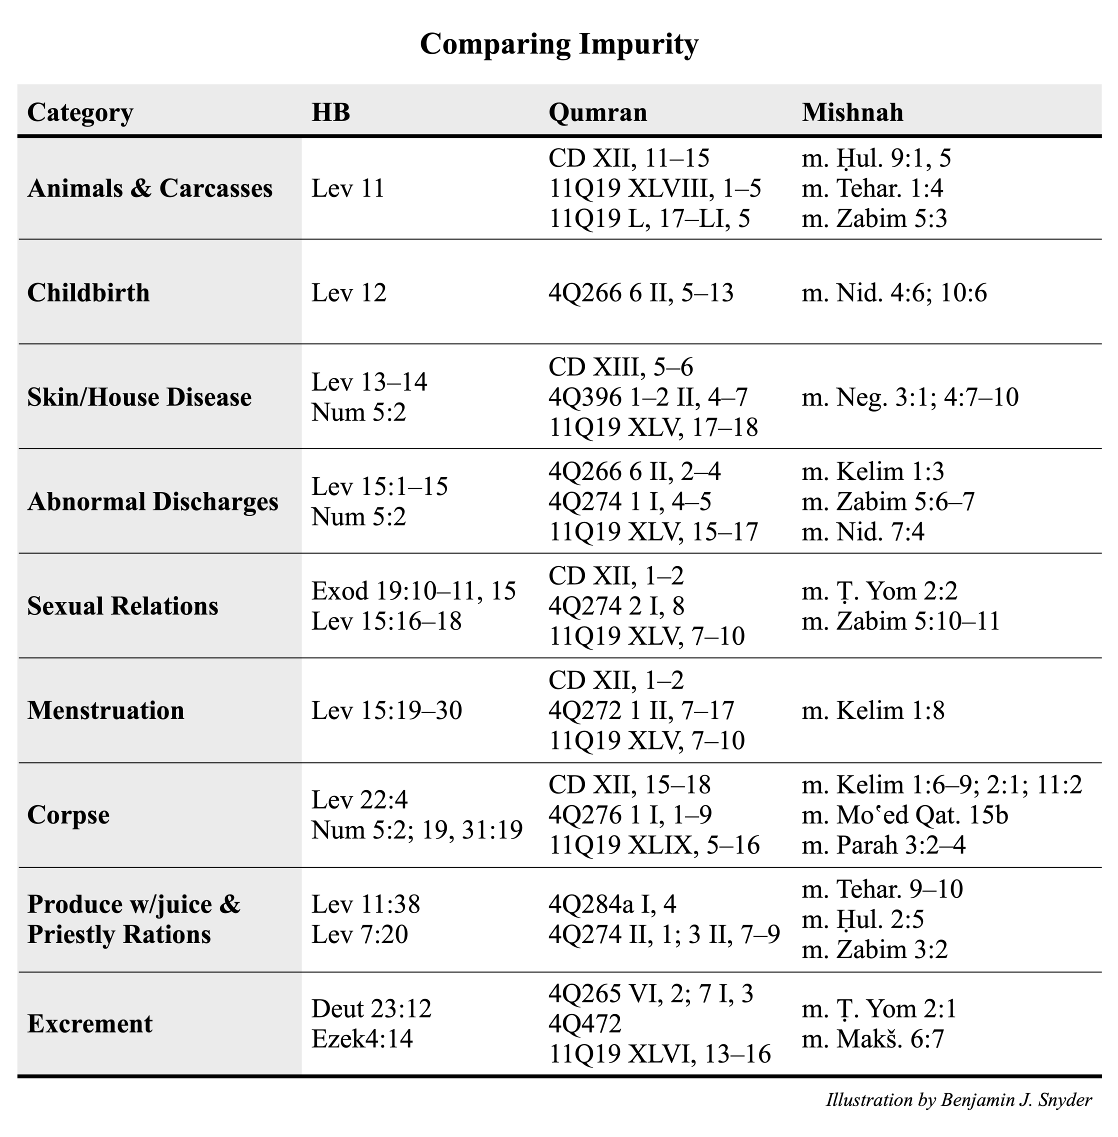 Comparing Impurity
Category HB Qumran Mishnah
Animals & Carcasses
Lev 11
CD XII, 11–15
11Q19 XLVIII, 1–5
11Q19 L, 17–LI, 5
m. Ḥul. 9:1, 5
m. Tehar. 1:4
m. Zabim 5:3
Childbirth
Lev 12
4Q266 6 II, 5–13
m. Nid. 4:6; 10:6
Skin/House Disease
Lev 13–14
Num 5:2
CD XIII, 5–6
4Q396 1–2 II, 4–7
11Q19 XLV, 17–18
m. Neg. 3:1; 4:7–10
Abnormal Discharges
Lev 15:1–15
Num 5:2
4Q266 6 II, 2–4
4Q274 1 I, 4–5
11Q19 XLV, 15–17
m. Kelim 1:3
m. Zabim 5:6–7
m. Nid. 7:4
Sexual Relations
Exod 19:10–11, 15
Lev 15:16–18
CD XII, 1–2
4Q274 2 I, 8
11Q19 XLV, 7–10
m. Ṭ. Yom 2:2
m. Zabim 5:10–11
Menstruation
Lev 15:19–30
CD XII, 1–2
4Q272 1 II, 7–17
11Q19 XLV, 7–10
m. Kelim 1:8
Corpse
Lev 22:4
Num 5:2; 19, 31:19
CD XII, 15–18
4Q276 1 I, 1–9
11Q19 XLIX, 5–16
m. Kelim 1:6–9; 2:1; 11:2
m. Moʿed Qat. 15b
m. Parah 3:2–4
Produce w/juice &
Priestly Rations
Lev 11:38
Lev 7:20
4Q284a I, 4
4Q274 II, 1; 3 II, 7–9
m. Tehar. 9–10
m. Ḥul. 2:5
m. Zabim 3:2
Excrement
Deut 23:12
Ezek4:14
4Q265 VI, 2; 7 I, 3
4Q472
11Q19 XLVI, 13–16
m. Ṭ. Yom 2:1
m. Makš. 6:7
Illustration by Benjamin J. Snyder